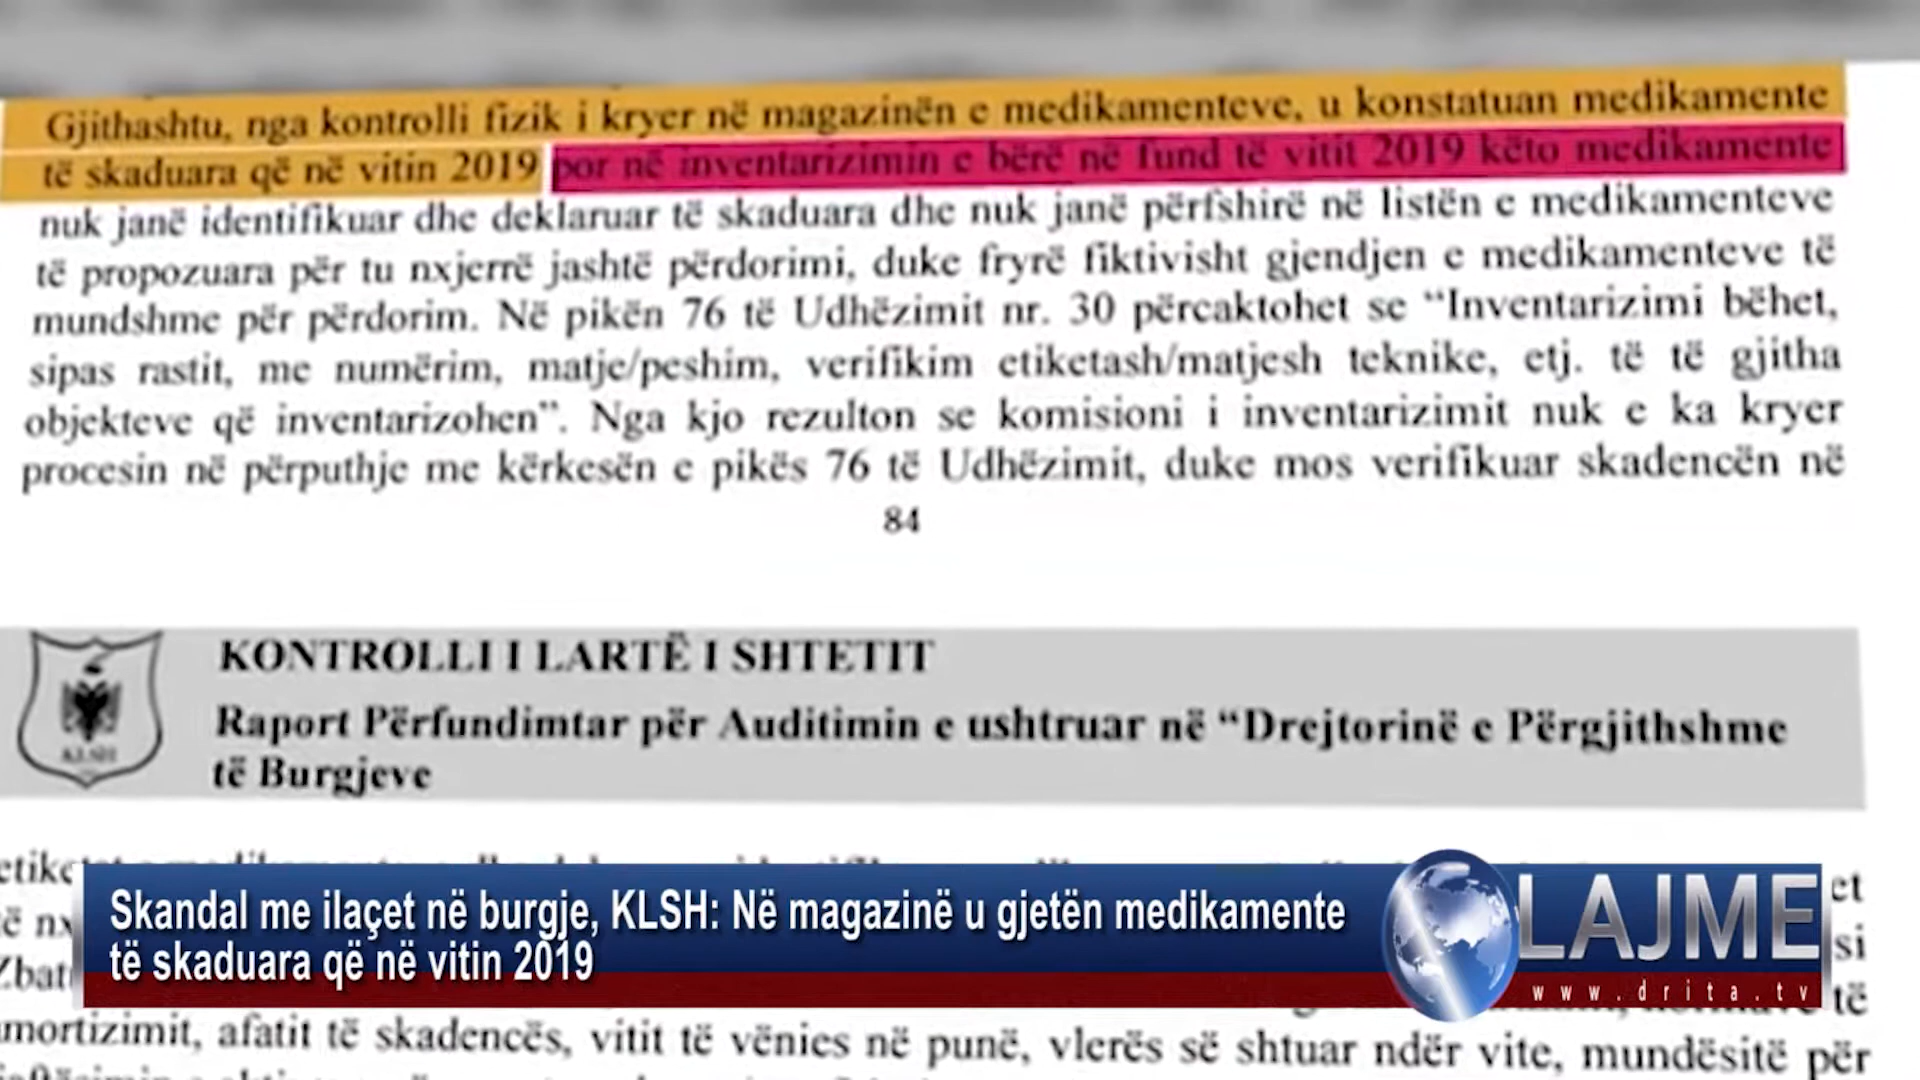 Gjithashtu, nga kontrolli fizik i kryer në magazinën e medikamenteve, u konstatuan medikamente
të skaduara që në vitin 2019 por në inventarizimin e bërë në fund të vitit 2019 këto medikamente
nuk janë identifikuar dhe deklaruar të skaduara dhe nuk janë përfshirë në listën e medikamenteve
të propozuara për tu nxjerrë jashtë përdorimi, duke fryrë fiktivisht gjendjen e medikamenteve të
mundshme për përdorim. Në pikën 76 të Udhëzimit nr. 30 përcaktohet se “Inventarizimi bëhet,
sipas rastit, me numërim, matje/peshim, verifikim etiketash/matjesh teknike, etj. të të gjitha
objekteve që inventarizohen”. Nga kjo rezulton se komisioni i inventarizimit nuk e ka kryer
procesin në përputhje me kërkesën e pikës 76 të Udhëzimit, duke mos verifikuar skadencën në
84
KLSH
KONTROLLI I LARTË I SHTETIT
Raport Përfundimtar për Auditimin e ushtruar në “Drejtorinë e Përgjithshme
të Burgjeve
Skandal me ilaçet në burgje, KLSH: Në magazinë u gjetën medikamente
të skaduara që në vitin 2019
LAJME
www.drita.tv
et
si
të
mortizimit, afatit të skadencës, vitit të vënies në punë, vlerës së shtuar ndër vite, mundësitë për